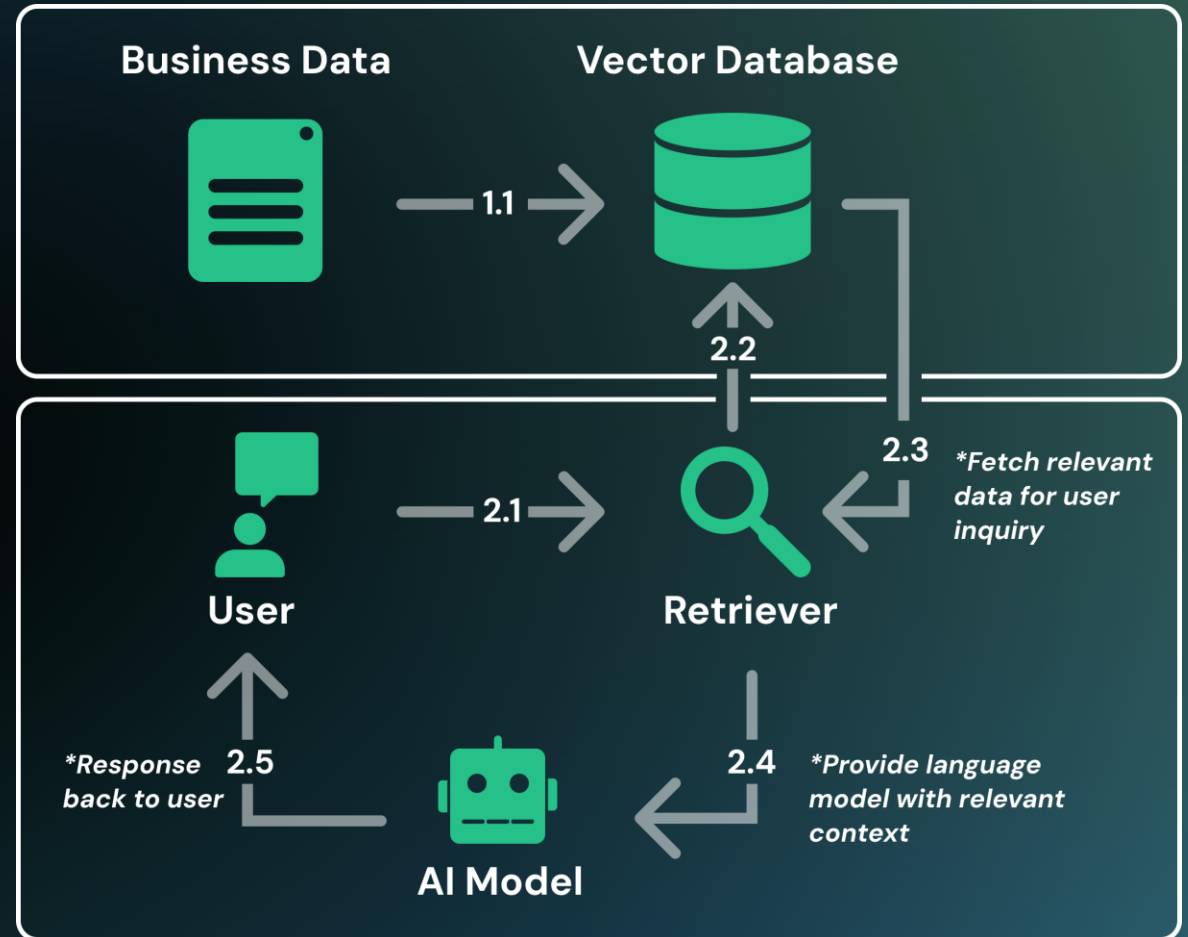 Business Data
Vector Database
1.1
2.2
2.3
*Fetch relevant
data for user
inquiry
2.1
User
Retriever
*Response
back to user
2.5
2.4
*Provide language
model with relevant
context
AI Model